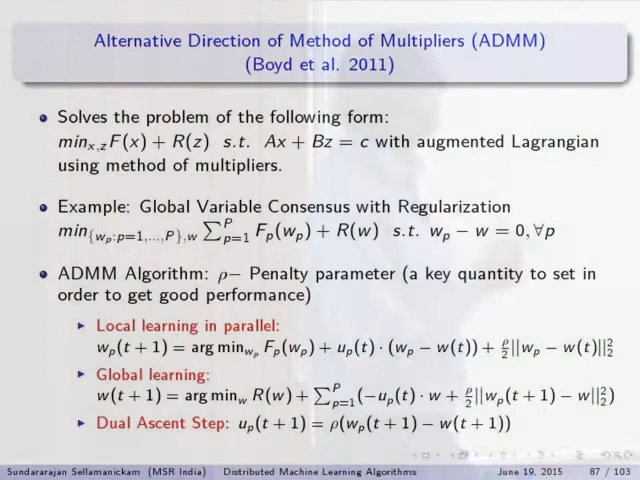 Alternative Direction of Method of Multipliers (ADMM)
(Boyd et al. 2011)
• Solves the problem of the following form:
min_{x,z} F(x) + R(z)  s.t.  Ax + Bz = c with augmented Lagrangian
using method of multipliers.
• Example: Global Variable Consensus with Regularization
min_{{w_p:p=1,...,P},w} ∑_{p=1}^{P} F_p(w_p) + R(w)  s.t.  w_p − w = 0, ∀p
• ADMM Algorithm: ρ− Penalty parameter (a key quantity to set in
order to get good performance)
▶ Local learning in parallel:
w_p(t + 1) = arg min_{w_p} F_p(w_p) + u_p(t) · (w_p − w(t)) + ρ/2||w_p − w(t)||_2^2
▶ Global learning:
w(t + 1) = arg min_w R(w) + ∑_{p=1}^{P}(−u_p(t) · w + ρ/2||w_p(t + 1) − w||_2^2)
▶ Dual Ascent Step: u_p(t + 1) = ρ(w_p(t + 1) − w(t + 1))
Sundararajan Sellamanickam (MSR India) Distributed Machine Learning Algorithms June 19, 2015 87 / 103